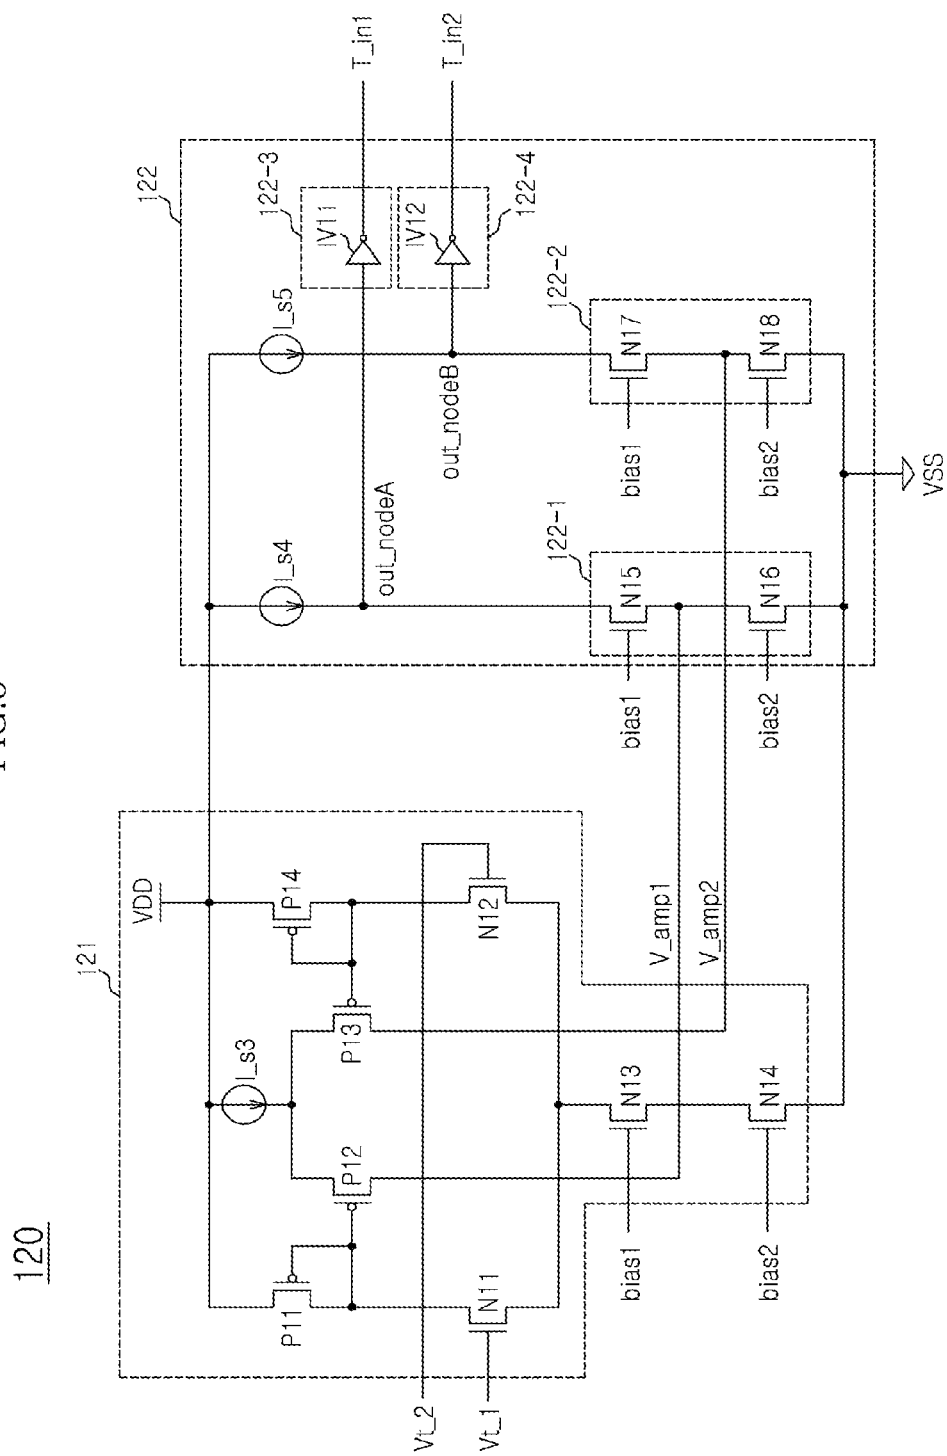 120
121
VDD
122
I_s3
P11
P12
P13
P14
I_s4
I_s5
122-3
IV11
T_in1
out_nodeA
IV12
T_in2
out_nodeB
122-4
Vt_2
Vt_1
N11
N12
122-1
122-2
bias1
N13
V_amp1
V_amp2
bias1
N15
bias1
N17
bias2
N14
bias2
N16
bias2
N18
VSS